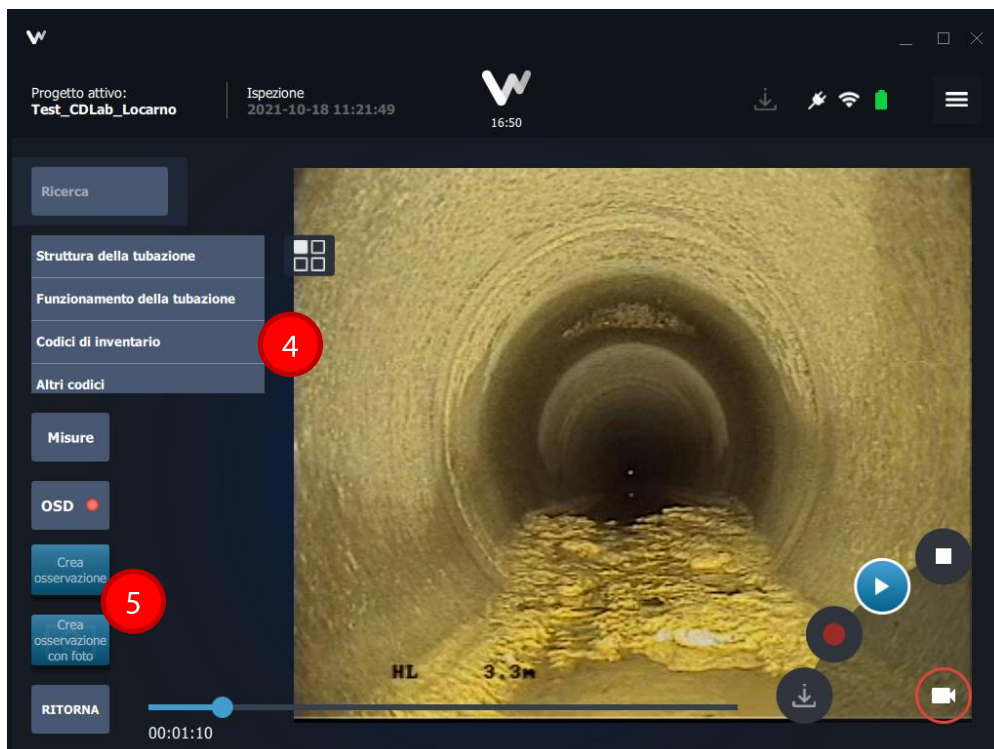 Progetto attivo:
Test_CDLab_Locarno
Ispezione
2021-10-18 11:21:49
16:50
Ricerca
Struttura della tubazione
Funzionamento della tubazione
Codici di inventario
Altri codici
4
Misure
OSD
Crea
osservazione
5
Crea
osservazione
con foto
RITORNA
00:01:10
HL 3.3m